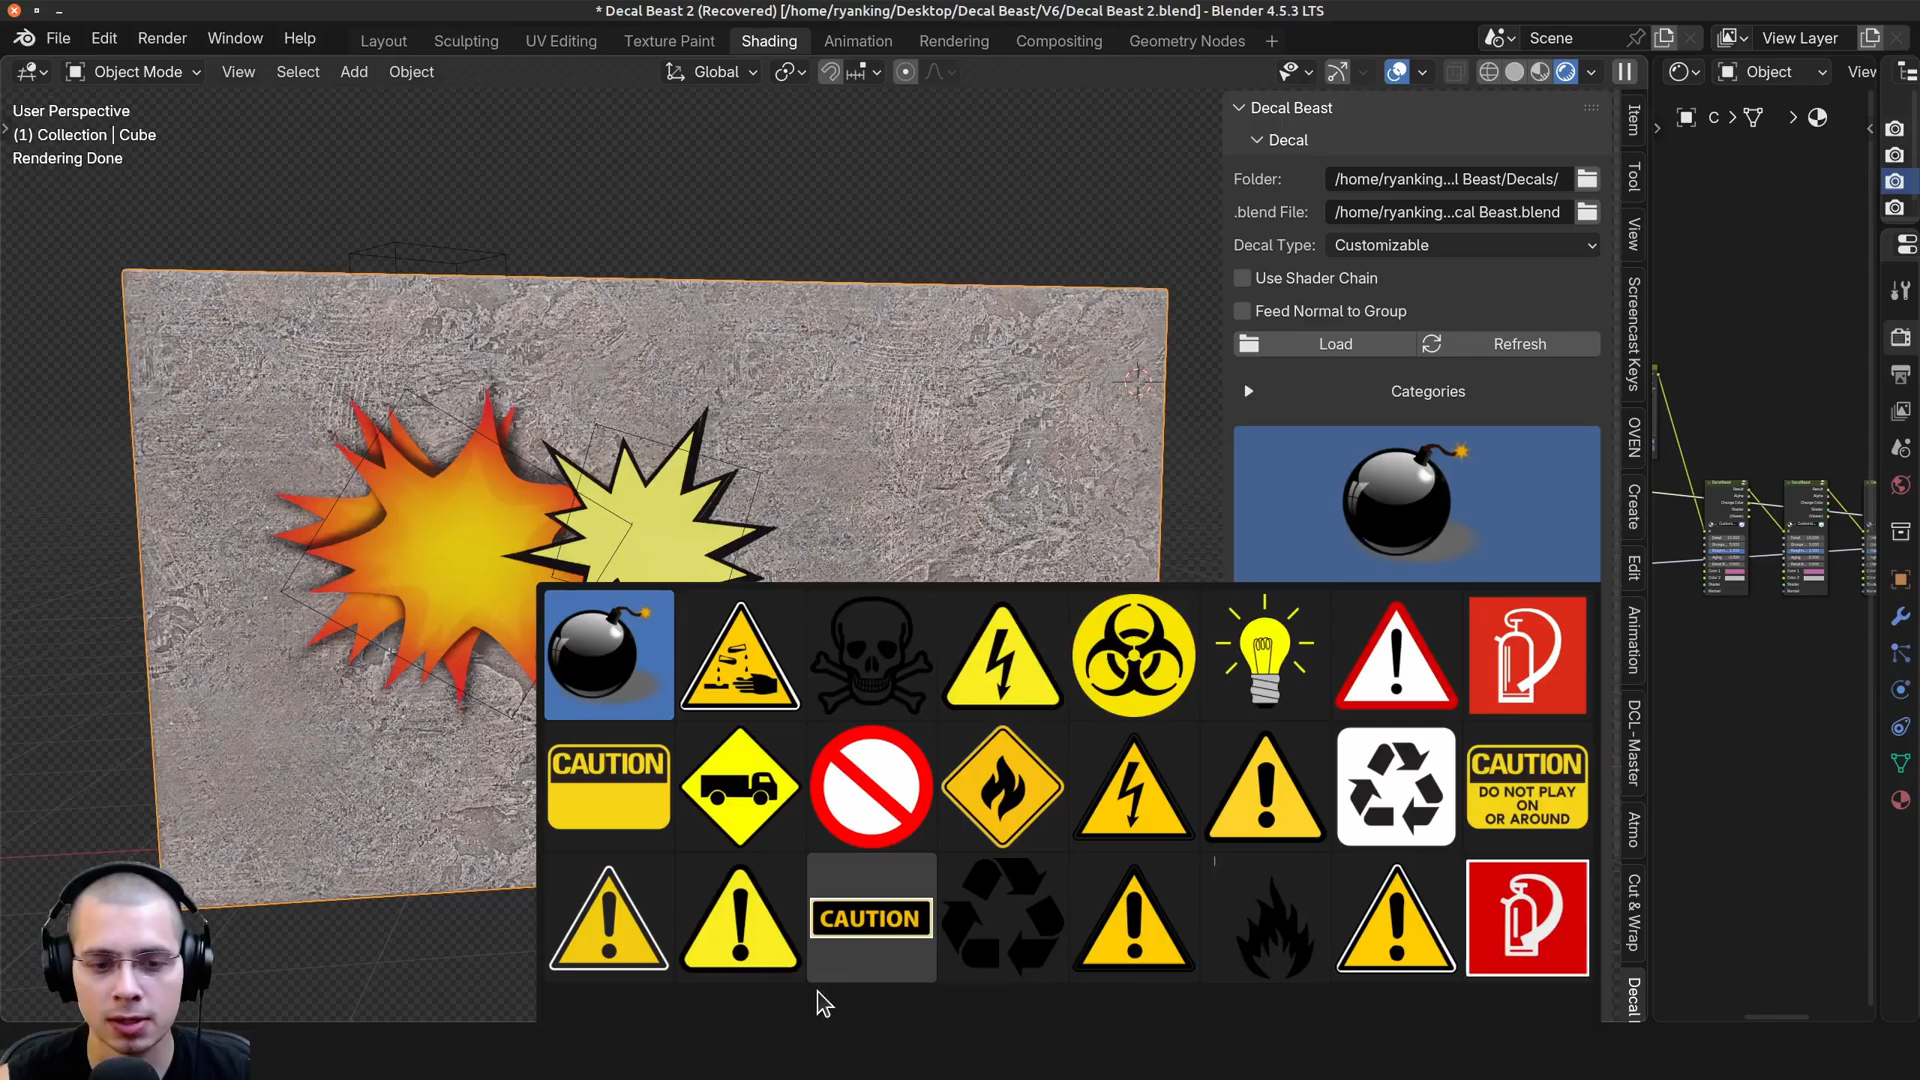 * Decal Beast 2 (Recovered) [/home/ryanking/Desktop/Decal Beast/V6/Decal Beast 2.blend] - Blender 4.5.3 LTS
File Edit Render Window Help
Layout Sculpting UV Editing Texture Paint Shading Animation Rendering Compositing Geometry Nodes +
Scene
View Layer
Object Mode View Select Add Object
Global
Object
View
User Perspective
(1) Collection | Cube
Rendering Done
Decal Beast
Decal
Folder: /home/ryanking...l Beast/Decals/
.blend File: /home/ryanking...cal Beast.blend
Decal Type: Customizable
Use Shader Chain
Feed Normal to Group
Load
Refresh
Categories
Item
Tool
View
Screencast Keys
OVEN
Create
Edit
Animation
DCL-Master
Atmo
Cut & Wrap
Decal
C
CAUTION
CAUTION
DO NOT PLAY
ON
OR AROUND
CAUTION